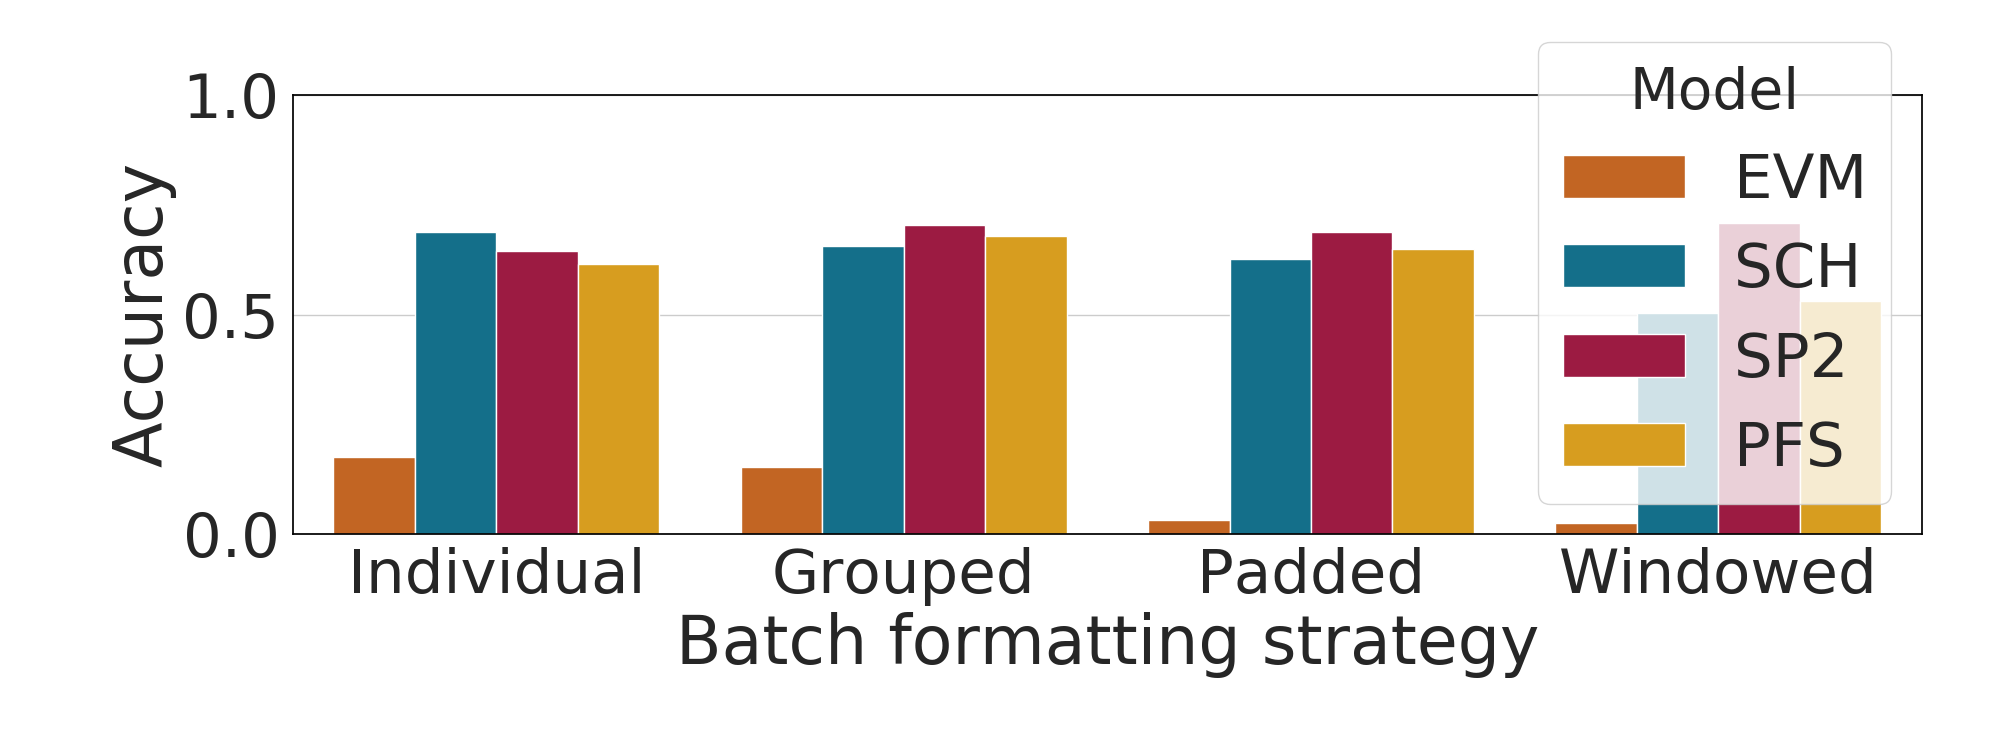 Model
EVM
SCH
SP2
PFS
1.0
0.5
0.0
Accuracy
Individual
Grouped
Padded
Windowed
Batch formatting strategy